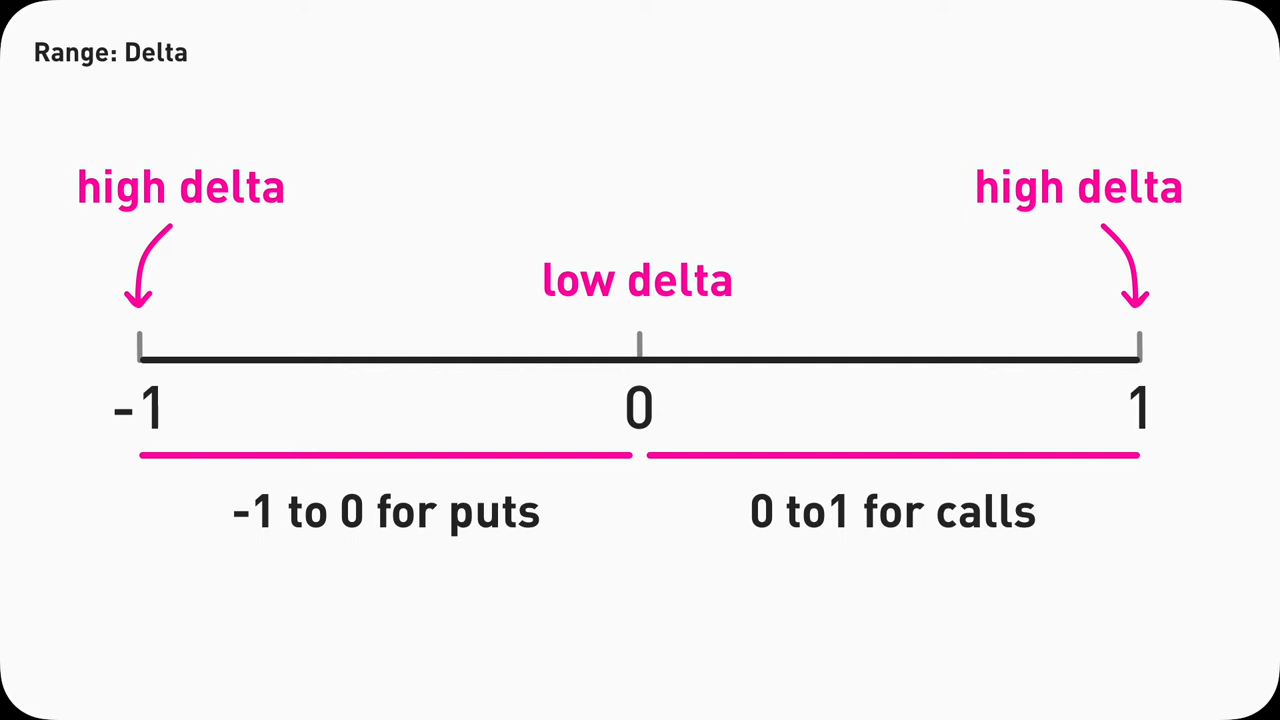 Range: Delta
high delta
high delta
low delta
-1
0
1
-1 to 0 for puts
0 to1 for calls